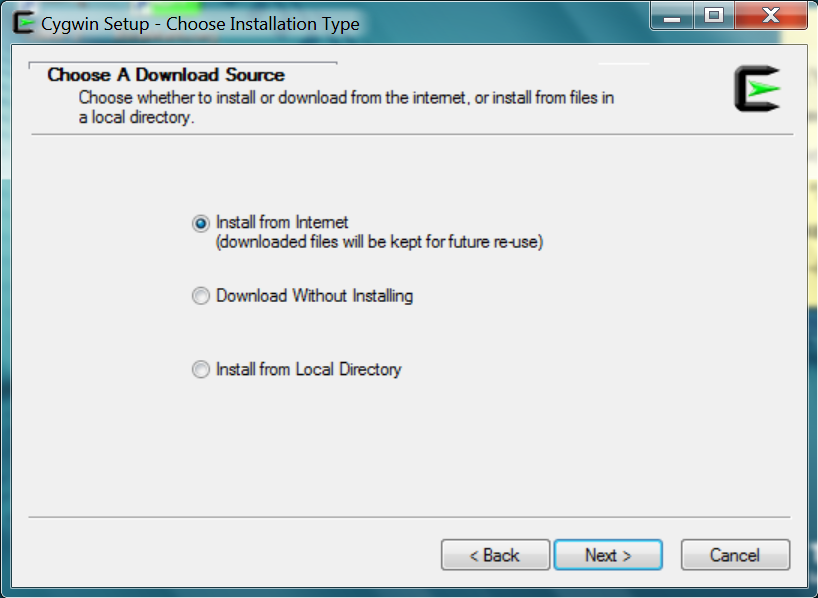 Cygwin Setup - Choose Installation Type
Choose A Download Source
Choose whether to install or download from the internet, or install from files in
a local directory.
Install from Internet
(downloaded files will be kept for future re-use)
Download Without Installing
Install from Local Directory
< Back
Next >
Cancel